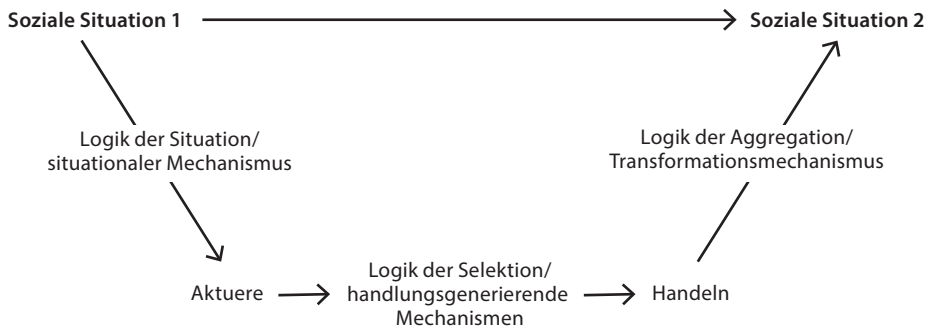 Soziale Situation 1
Soziale Situation 2
Logik der Situation/
situationaler Mechanismus
Logik der Aggregation/
Transformationsmechanismus
Aktuere
Logik der Selektion/
handlungsgenerierende
Mechanismen
Handeln